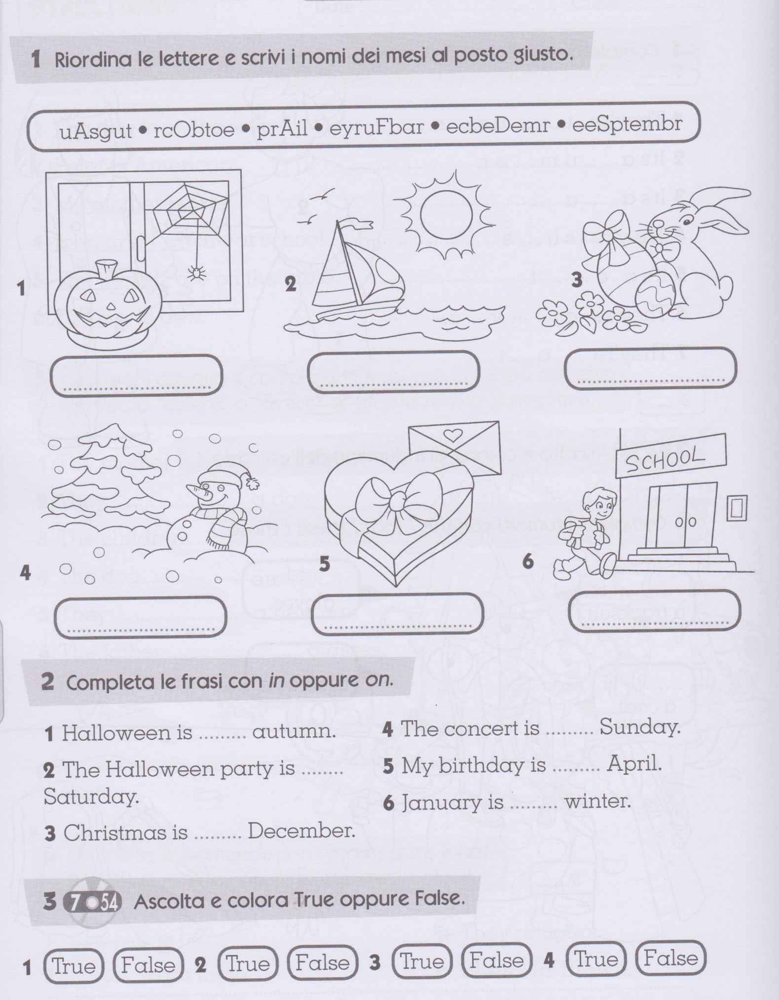 1 Riordina le lettere e scrivi i nomi dei mesi al posto giusto.
uAsgut • rcObtoe • prAil • eyruFbar • ecbeDemr • eeSptembr
1
2
3
SCHOOL
4
5
6
2 Completa le frasi con in oppure on.
1 Halloween is ......... autumn.
2 The Halloween party is ........
Saturday.
3 Christmas is ......... December.
4 The concert is ......... Sunday.
5 My birthday is ......... April.
6 January is ......... winter.
3 7 54 Ascolta e colora True oppure False.
1 True False 2 True False 3 True False 4 True False